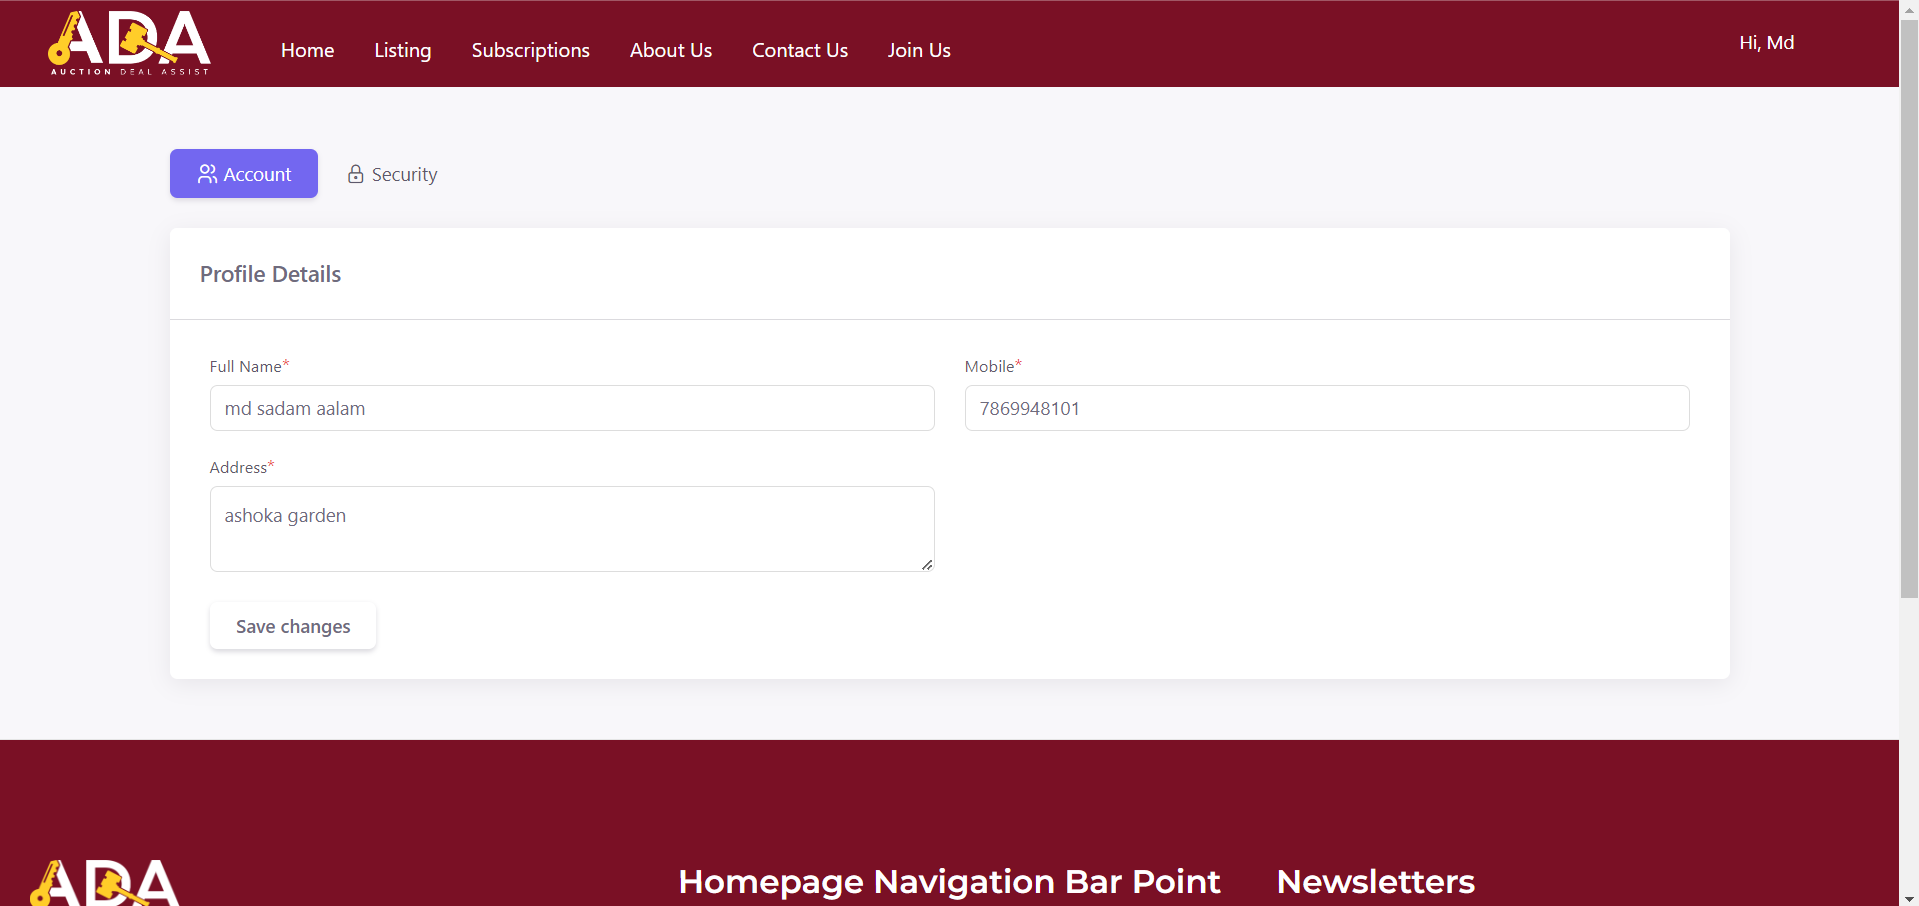 ADA
AUCTION DEAL ASSIST
Home Listing Subscriptions About Us Contact Us Join Us
Hi, Md
Account Security
Profile Details
Full Name*
md sadam aalam
Mobile*
7869948101
Address*
ashoka garden
Save changes
ADA
Homepage Navigation Bar Point
Newsletters